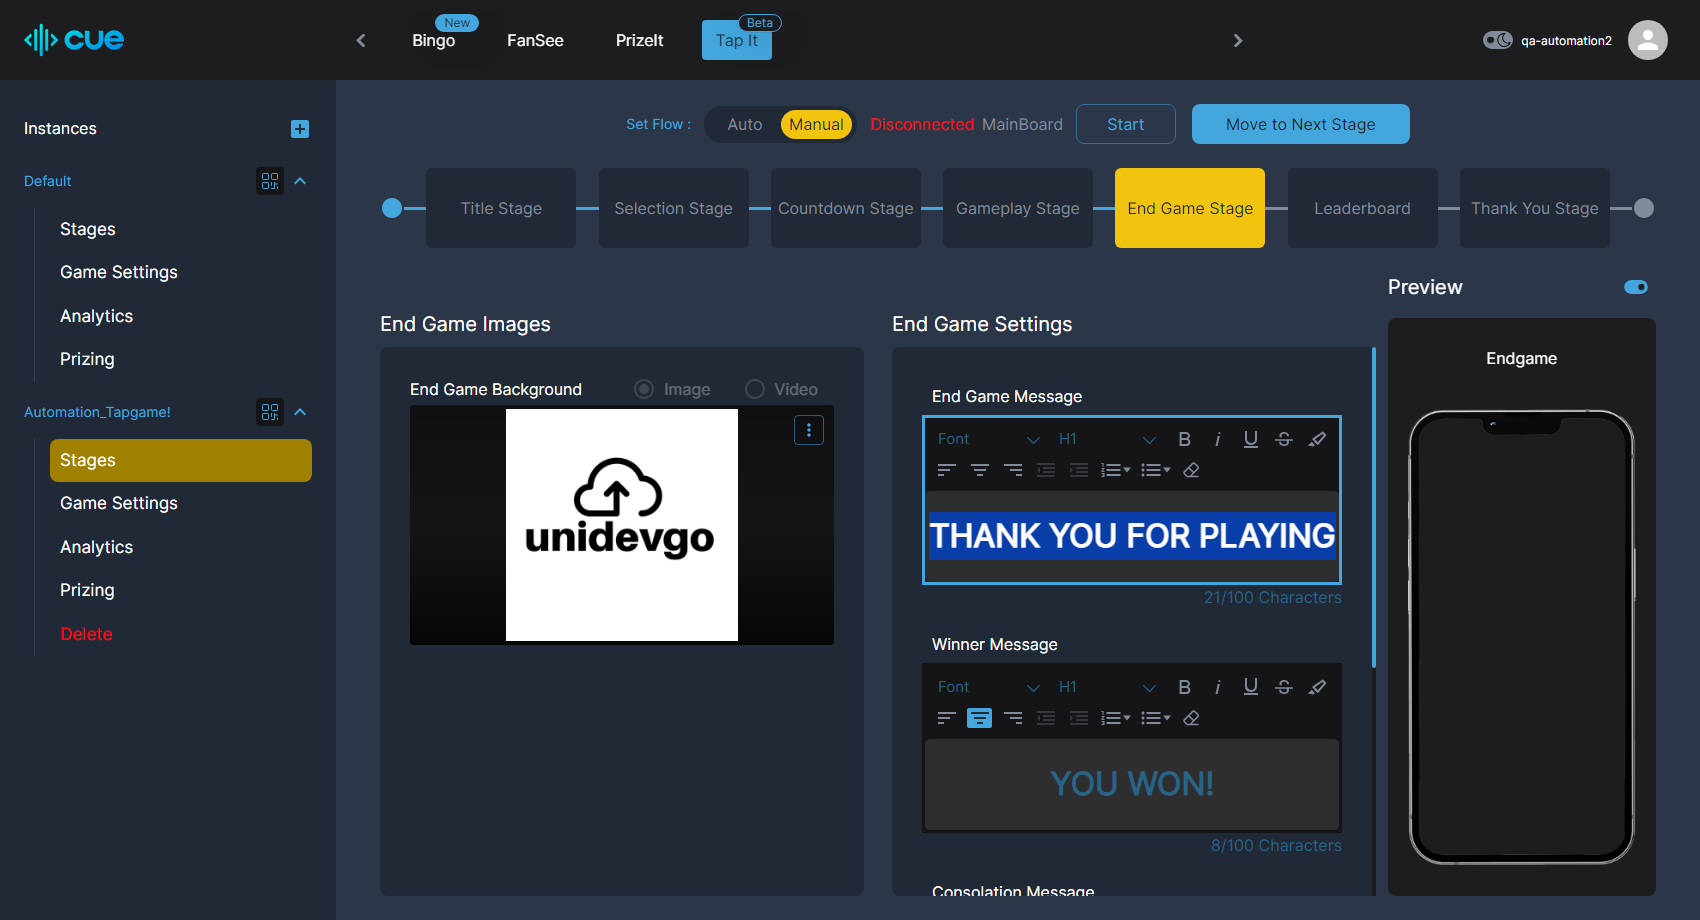 cue
Bingo
New
FanSee
PrizeIt
Tap It
Beta
qa-automation2
Instances
Default
Stages
Game Settings
Analytics
Prizing
Automation_Tapgame!
Stages
Game Settings
Analytics
Prizing
Delete
Set Flow :
Auto
Manual
Disconnected MainBoard
Start
Move to Next Stage
Title Stage
Selection Stage
Countdown Stage
Gameplay Stage
End Game Stage
Leaderboard
Thank You Stage
End Game Images
End Game Background
Image
Video
unidevgo
End Game Settings
End Game Message
Font
H1
B i U S
THANK YOU FOR PLAYING
21/100 Characters
Winner Message
Font
H1
B i U S
YOU WON!
8/100 Characters
Consolation Message
Preview
Endgame